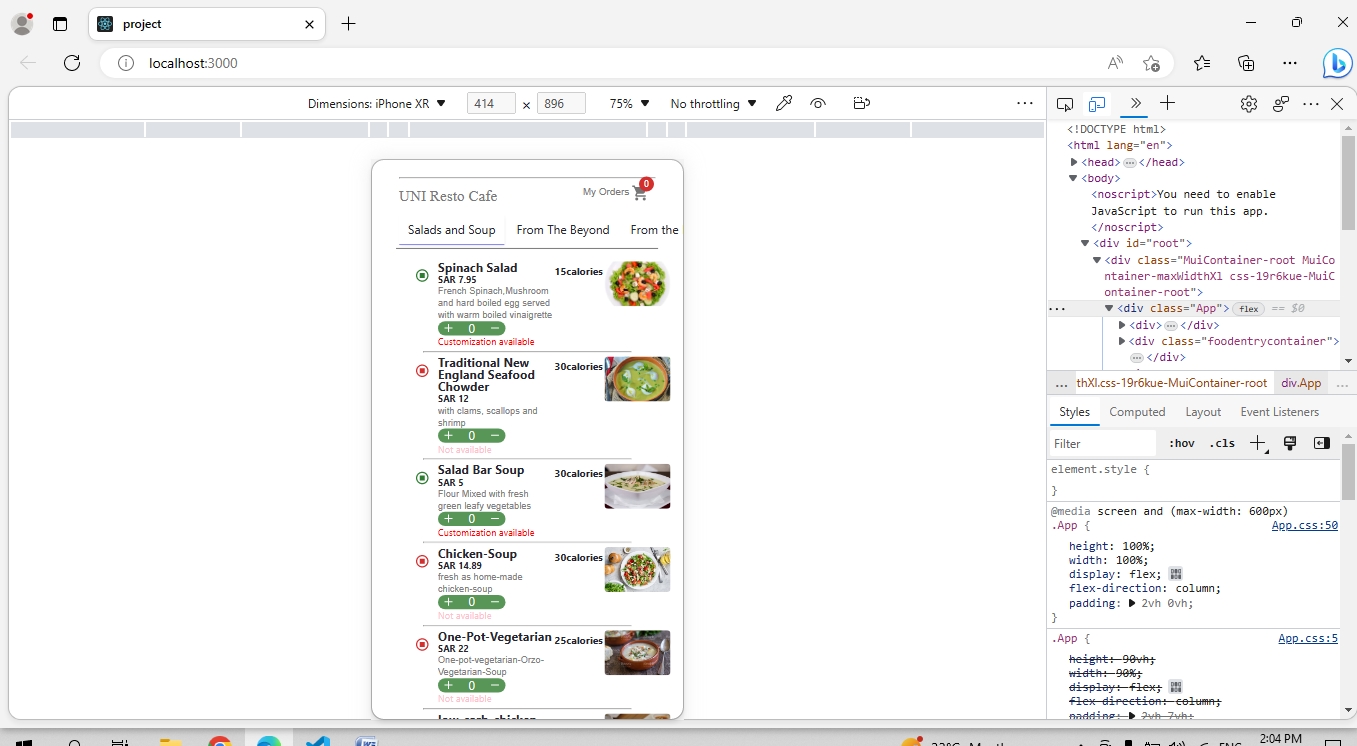 project
localhost:3000
Dimensions: iPhone XR 414 x 896 75% No throttling
UNI Resto Cafe
My Orders 0
Salads and Soup From The Beyond From the
Spinach Salad
SAR 7.95
15calories
French Spinach,Mushroom
and hard boiled egg served
with warm boiled vinaigrette
+ 0 −
Customization available
Traditional New
England Seafood
Chowder
30calories
SAR 12
with clams, scallops and
shrimp
+ 0 −
Not available
Salad Bar Soup
30calories
SAR 5
Flour Mixed with fresh
green leafy vegetables
+ 0 −
Customization available
Chicken-Soup
30calories
SAR 14.89
fresh as home-made
chicken-soup
+ 0 −
Not available
One-Pot-Vegetarian
25calories
SAR 22
One-pot-vegetarian-Orzo-
Vegetarian-Soup
+ 0 −
Not available
<!DOCTYPE html>
<html lang="en">
<head> … </head>
<body>
<noscript>You need to enable
JavaScript to run this app.
</noscript>
<div id="root">
<div class="MuiContainer-root MuiCo
ntainer-maxWidthXl css-19r6kue-MuiC
ontainer-root">
… <div class="App"> flex == $0
<div> … </div>
<div class="foodentrycontainer">
… </div>
… thXl.css-19r6kue-MuiContainer-root div.App …
Styles Computed Layout Event Listeners
Filter :hov .cls
element.style {
}
@media screen and (max-width: 600px)
.App { App.css:50
height: 100%;
width: 100%;
display: flex;
flex-direction: column;
padding: 2vh 0vh;
}
.App { App.css:5
height: 90vh;
width: 90%;
display: flex;
flex-direction: column;
padding: 2vh 7vh;
2:04 PM